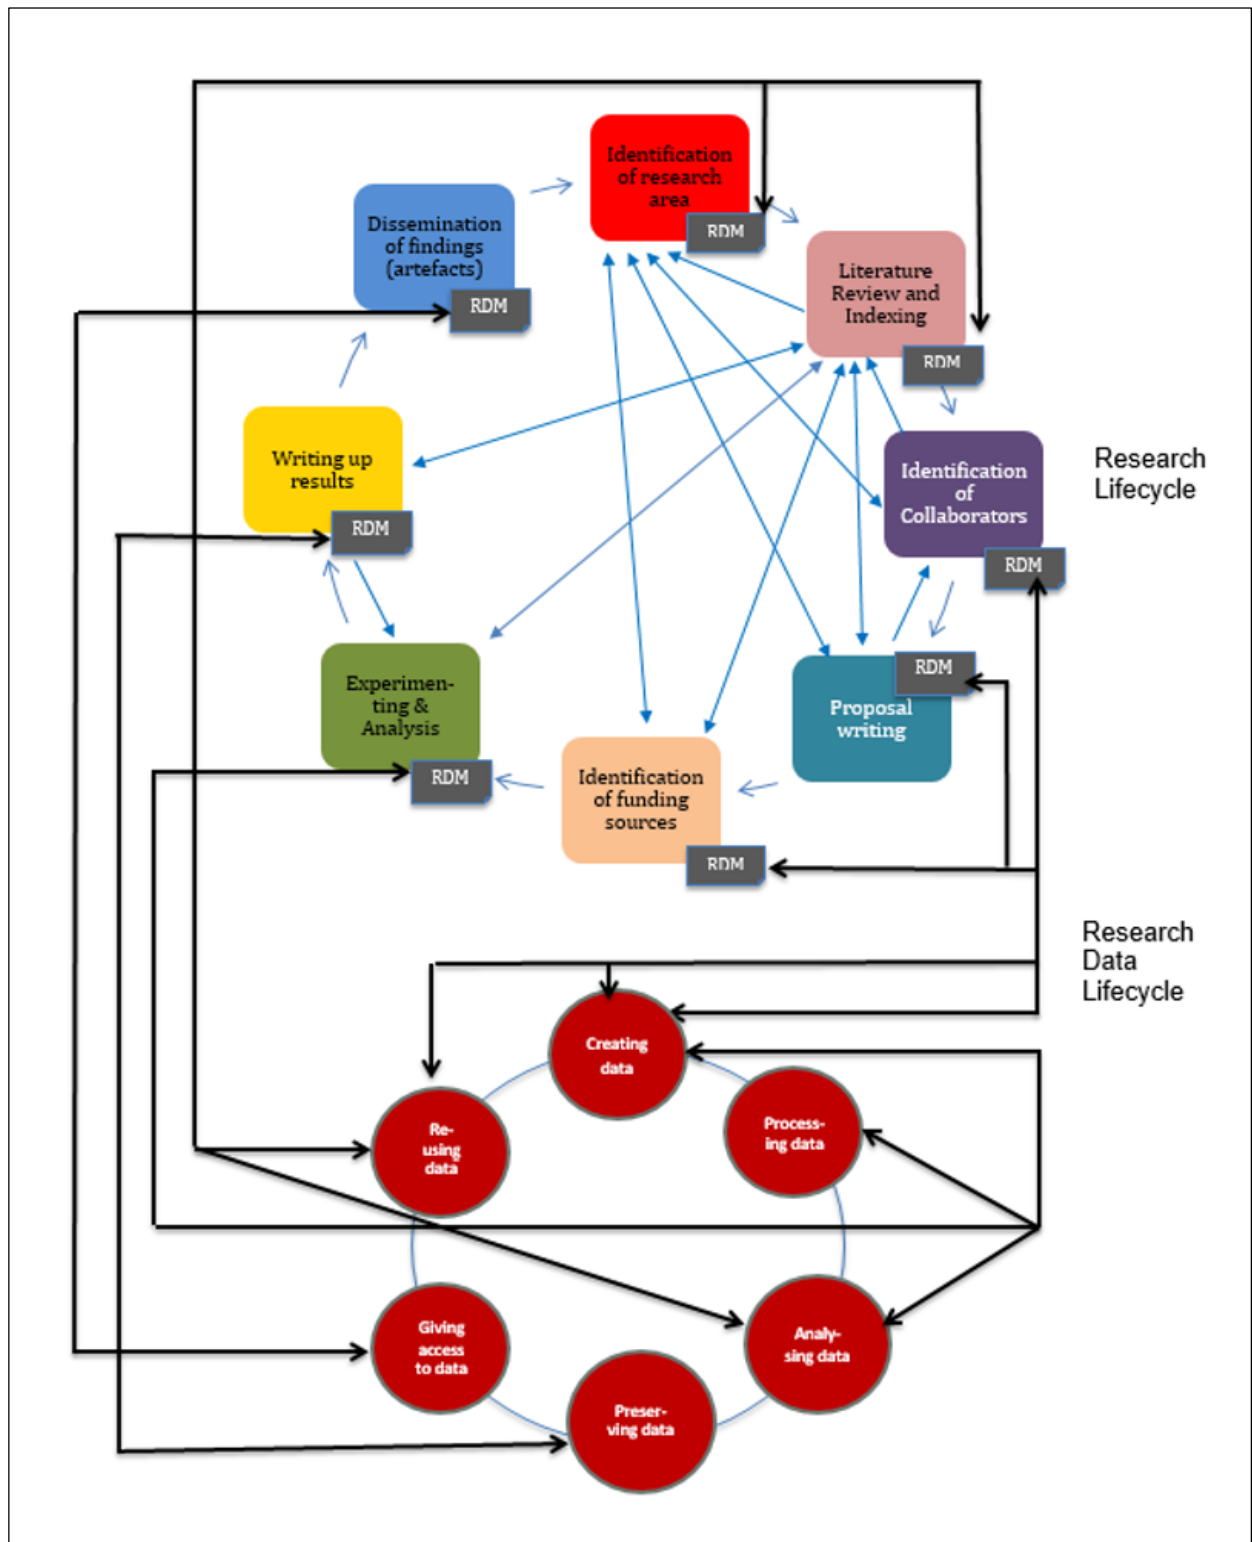 Identification
of research
area
RDM
Dissemination
of findings
(artefacts)
RDM
Literature
Review and
Indexing
RDM
Writing up
results
RDM
Identification
of
Collaborators
RDM
Research
Lifecycle
Experimen-
ting &
Analysis
RDM
RDM
Proposal
writing
Identification
of funding
sources
RDM
Research
Data
Lifecycle
Creating
data
Process-
ing data
Re-
using
data
Giving
access
to data
Analy-
sing data
Preser-
ving data